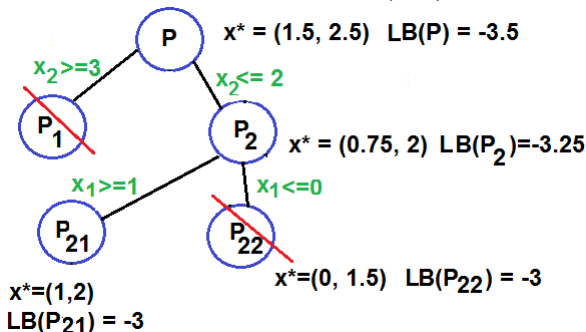 P
x* = (1.5, 2.5) LB(P) = -3.5
x2>=3
x2<= 2
P1
P2
x* = (0.75, 2) LB(P2)=-3.25
x1>=1
x1<=0
P21
P22
x*=(0, 1.5) LB(P22) = -3
x*=(1,2)
LB(P21) = -3